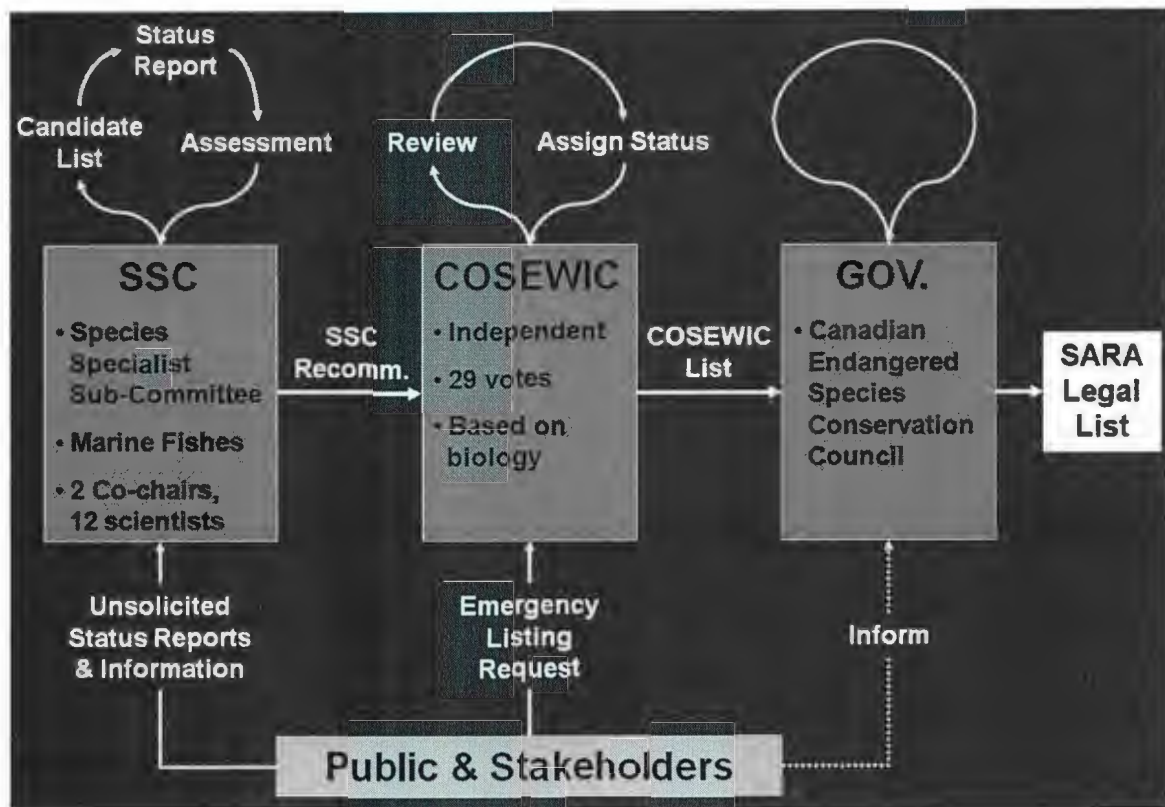 Status
Report
Candidate
List
Assessment
Review
Assign Status
SSC
• Species
Specialist
Sub-Committee
• Marine Fishes
• 2 Co-chairs,
12 scientists
SSC
Recomm.
COSEWIC
• Independent
• 29 votes
• Based on
biology
COSEWIC
List
GOV.
• Canadian
Endangered
Species
Conservation
Council
SARA
Legal
List
Unsolicited
Status Reports
& Information
Emergency
Listing
Request
Inform
Public & Stakeholders